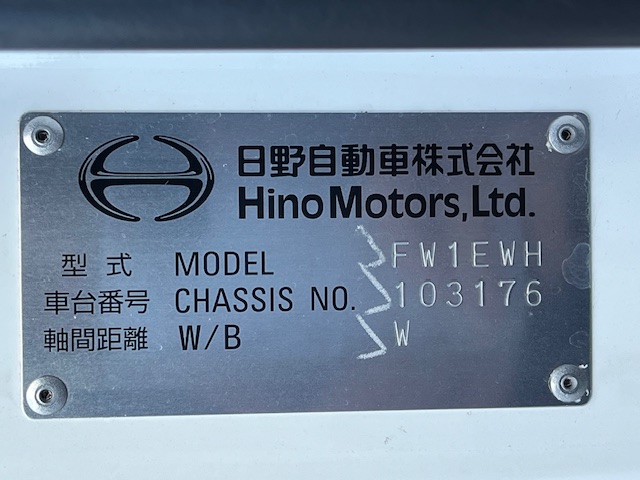 日野自動車株式会社
Hino Motors, Ltd.
型式 MODEL FW1EWH
車台番号 CHASSIS NO. 103176
軸間距離 W/B W